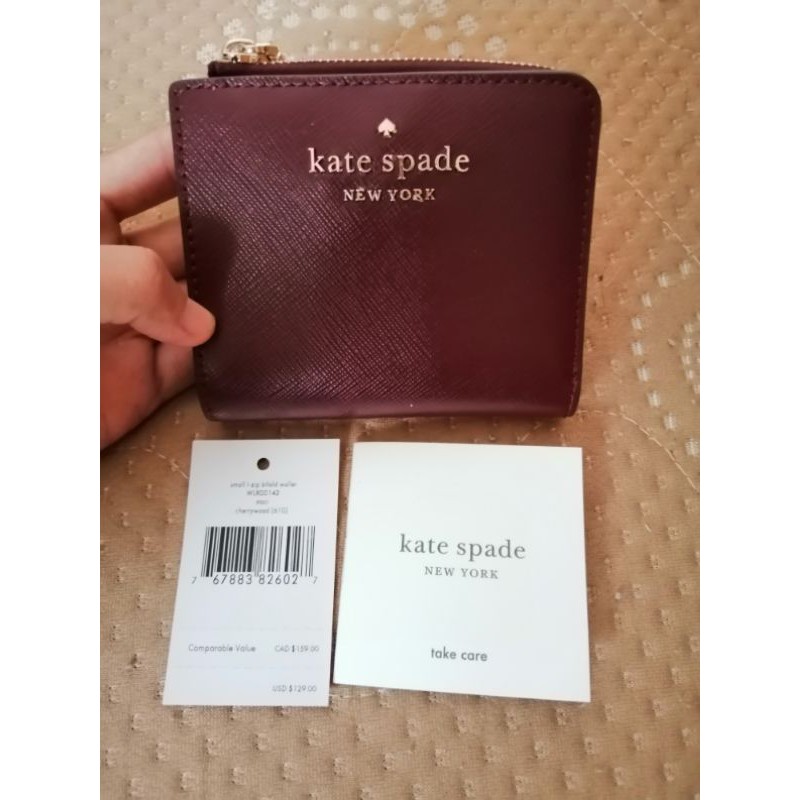 kate spade
NEW YORK
small l-zip bifold wallet
WLR00143
staci
cherrywood (610)
7 67883 82602 7
Comparable Value CAD $159.00
USD $129.00
kate spade
NEW YORK
take care